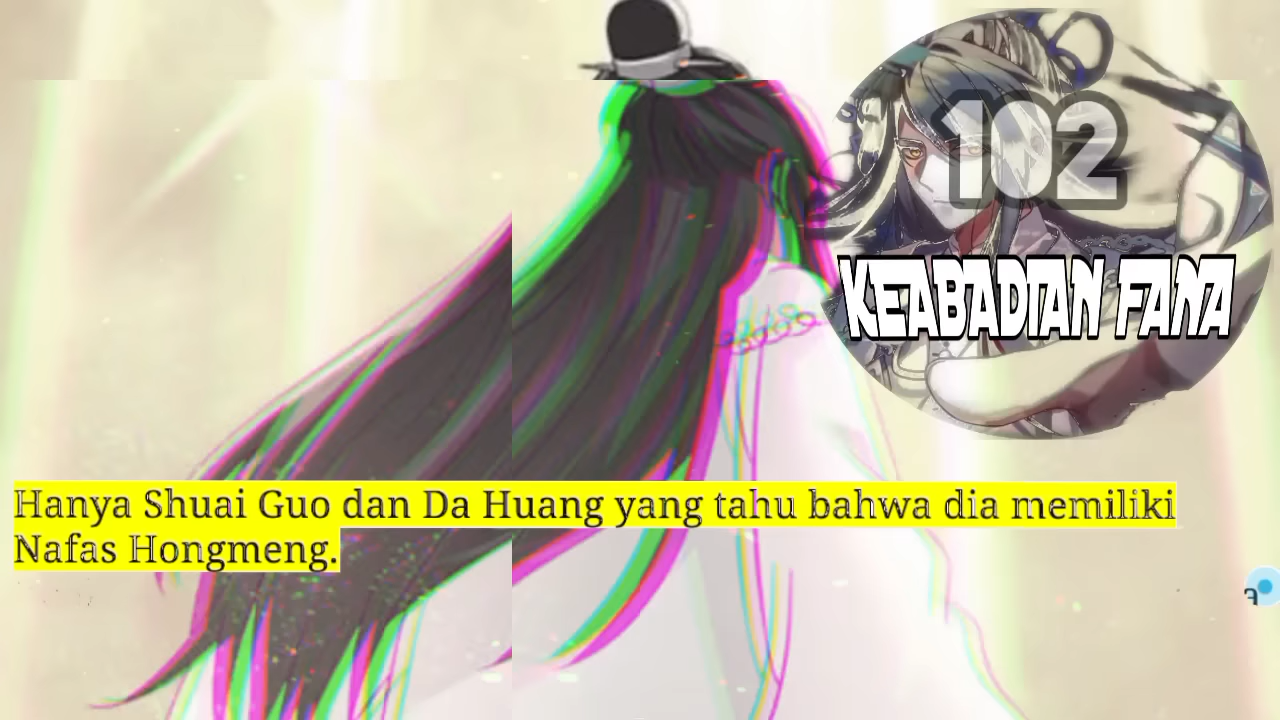 102
KEABADIAN FANA
Hanya Shuai Guo dan Da Huang yang tahu bahwa dia memiliki
Nafas Hongmeng.